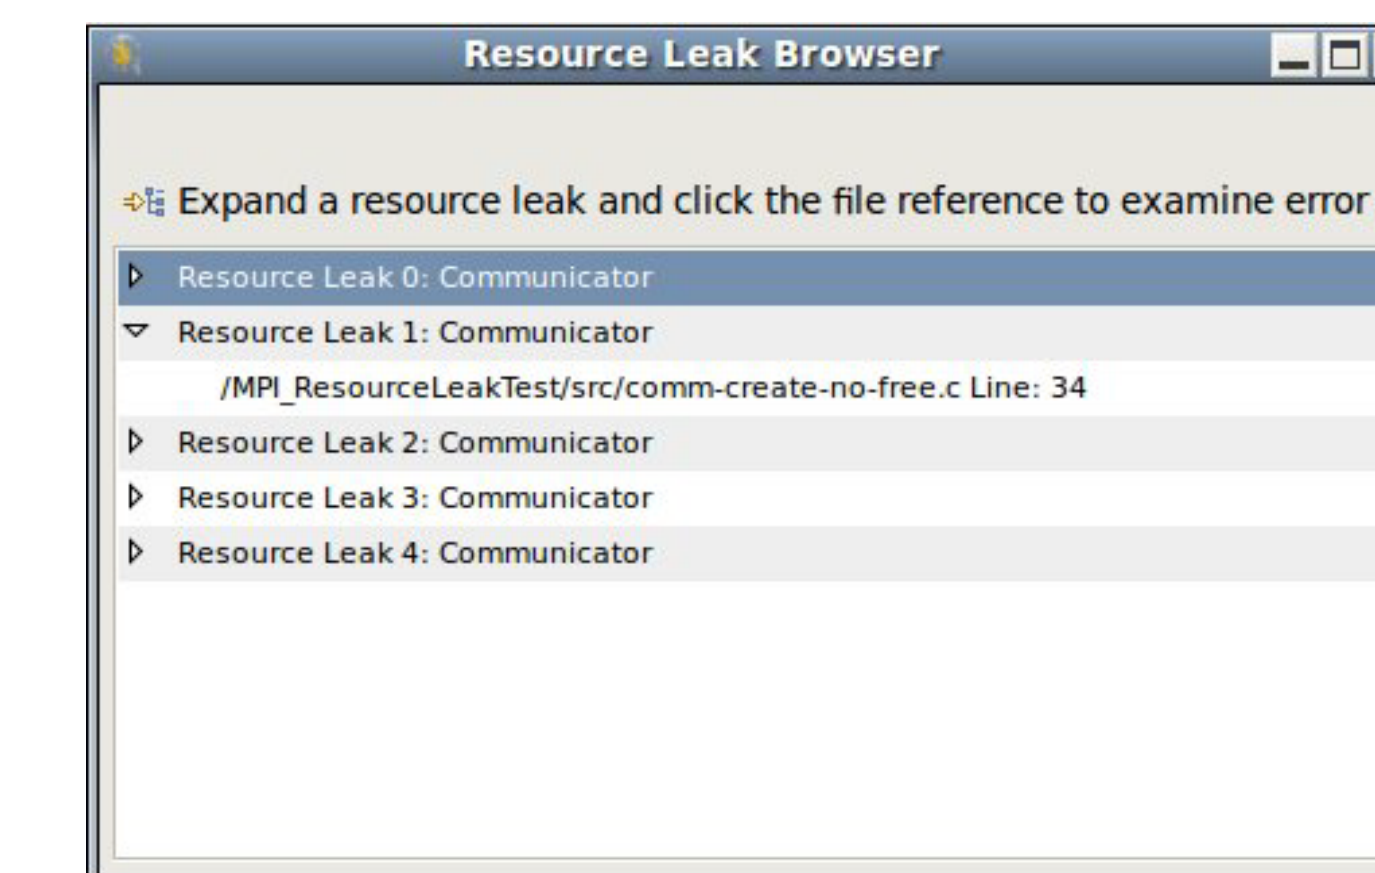 Resource Leak Browser
Expand a resource leak and click the file reference to examine error
Resource Leak 0: Communicator
Resource Leak 1: Communicator
/MPI_ResourceLeakTest/src/comm-create-no-free.c Line: 34
Resource Leak 2: Communicator
Resource Leak 3: Communicator
Resource Leak 4: Communicator